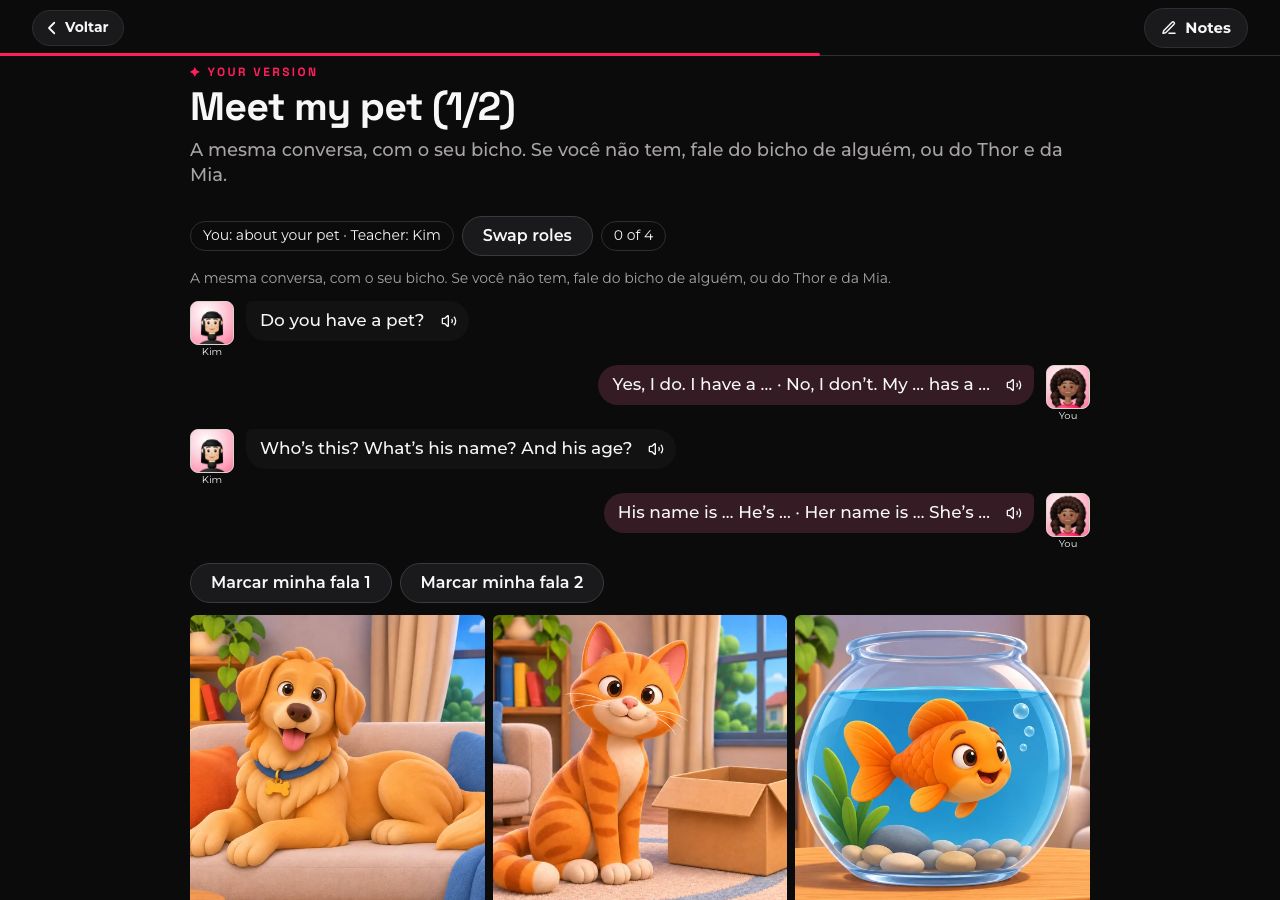 Voltar
Notes
YOUR VERSION
Meet my pet (1/2)
A mesma conversa, com o seu bicho. Se você não tem, fale do bicho de alguém, ou do Thor e da
Mia.
You: about your pet · Teacher: Kim
Swap roles
0 of 4
A mesma conversa, com o seu bicho. Se você não tem, fale do bicho de alguém, ou do Thor e da Mia.
Do you have a pet?
Kim
Yes, I do. I have a ... · No, I don’t. My ... has a ...
You
Who’s this? What’s his name? And his age?
Kim
His name is ... He’s ... · Her name is ... She’s ...
You
Marcar minha fala 1
Marcar minha fala 2